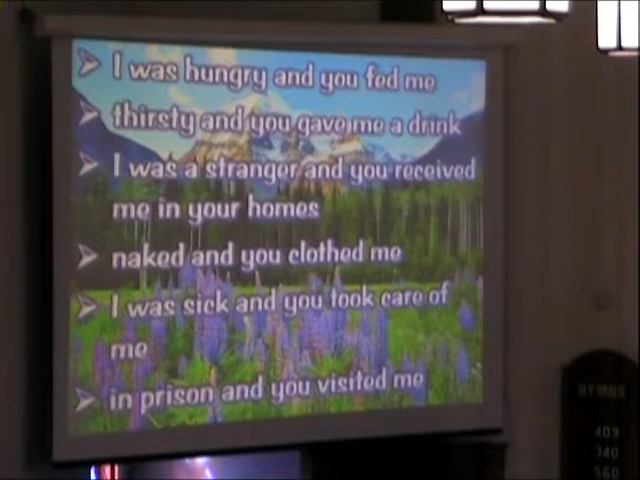 I was hungry and you fed me
thirsty and you gave me a drink
I was a stranger and you received
me in your homes
naked and you clothed me
I was sick and you took care of
me
in prison and you visited me
HYMNS
409
340
560